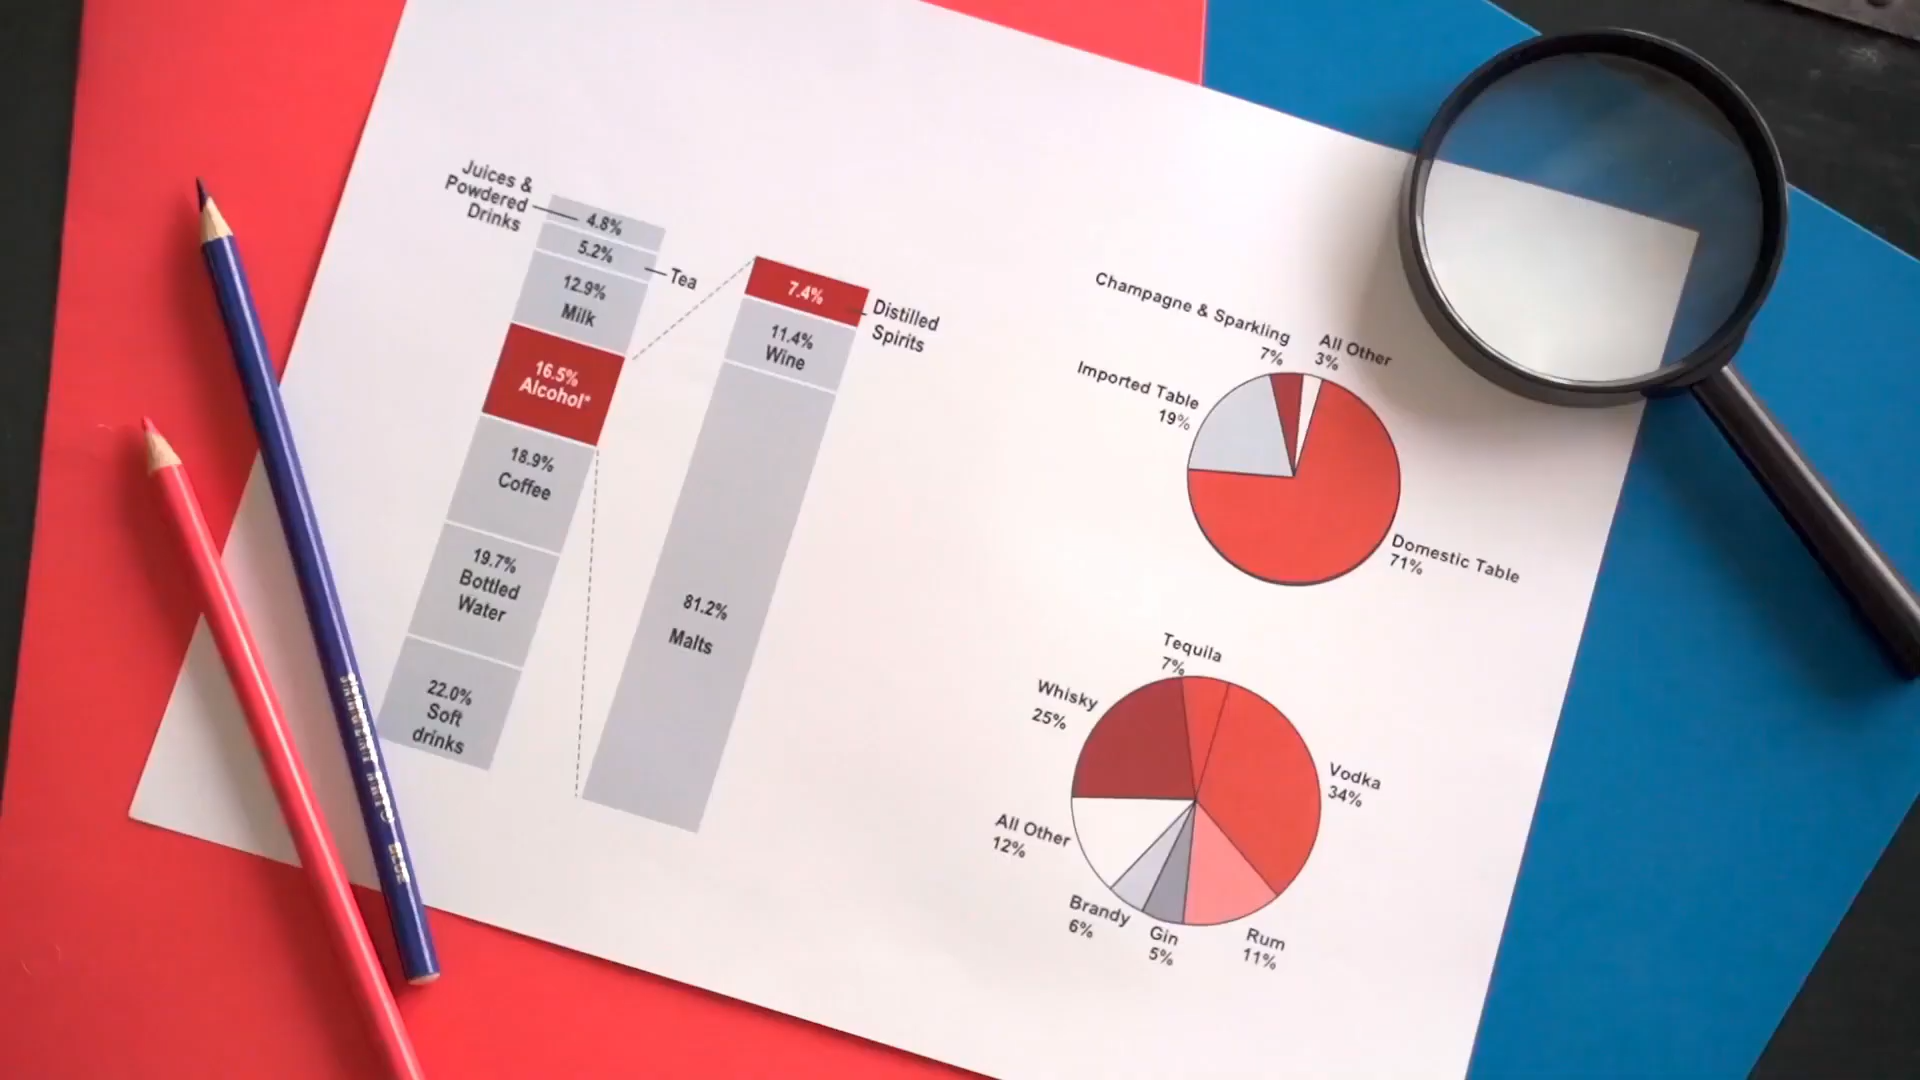 Juices &
Powdered
Drinks
4.8%
5.2%
Tea
12.9%
Milk
16.5%
Alcohol*
18.9%
Coffee
19.7%
Bottled
Water
22.0%
Soft
drinks
7.4%
Distilled
Spirits
11.4%
Wine
81.2%
Malts
Champagne & Sparkling
7%
All Other
3%
Imported Table
19%
Domestic Table
71%
Tequila
7%
Whisky
25%
Vodka
34%
All Other
12%
Brandy
6%
Gin
5%
Rum
11%
BLUE